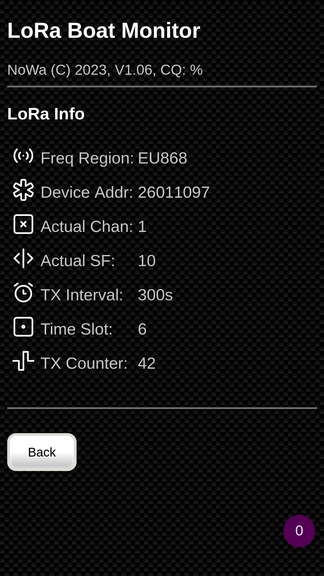 LoRa Boat Monitor
NoWa (C) 2023, V1.06, CQ: %
LoRa Info
Freq Region: EU868
Device Addr: 26011097
Actual Chan: 1
Actual SF: 10
TX Interval: 300s
Time Slot: 6
TX Counter: 42
Back
0